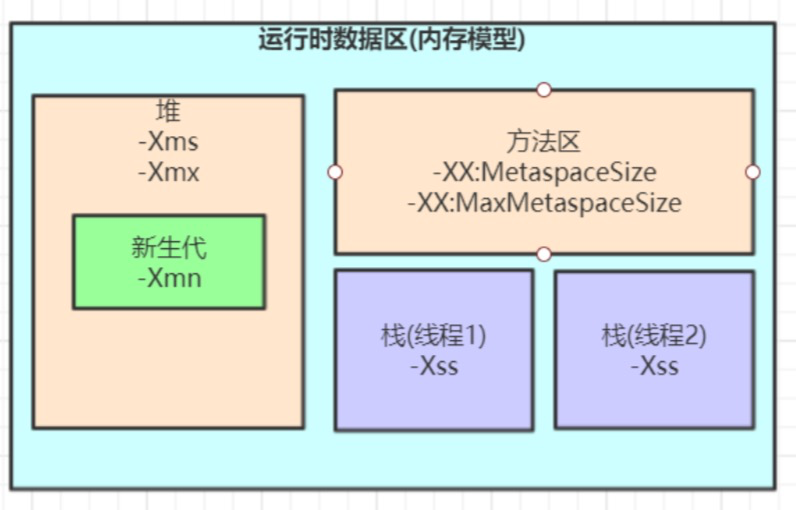 运行时数据区(内存模型)
堆
-Xms
-Xmx
新生代
-Xmn
方法区
-XX:MetaspaceSize
-XX:MaxMetaspaceSize
栈(线程1)
-Xss
栈(线程2)
-Xss